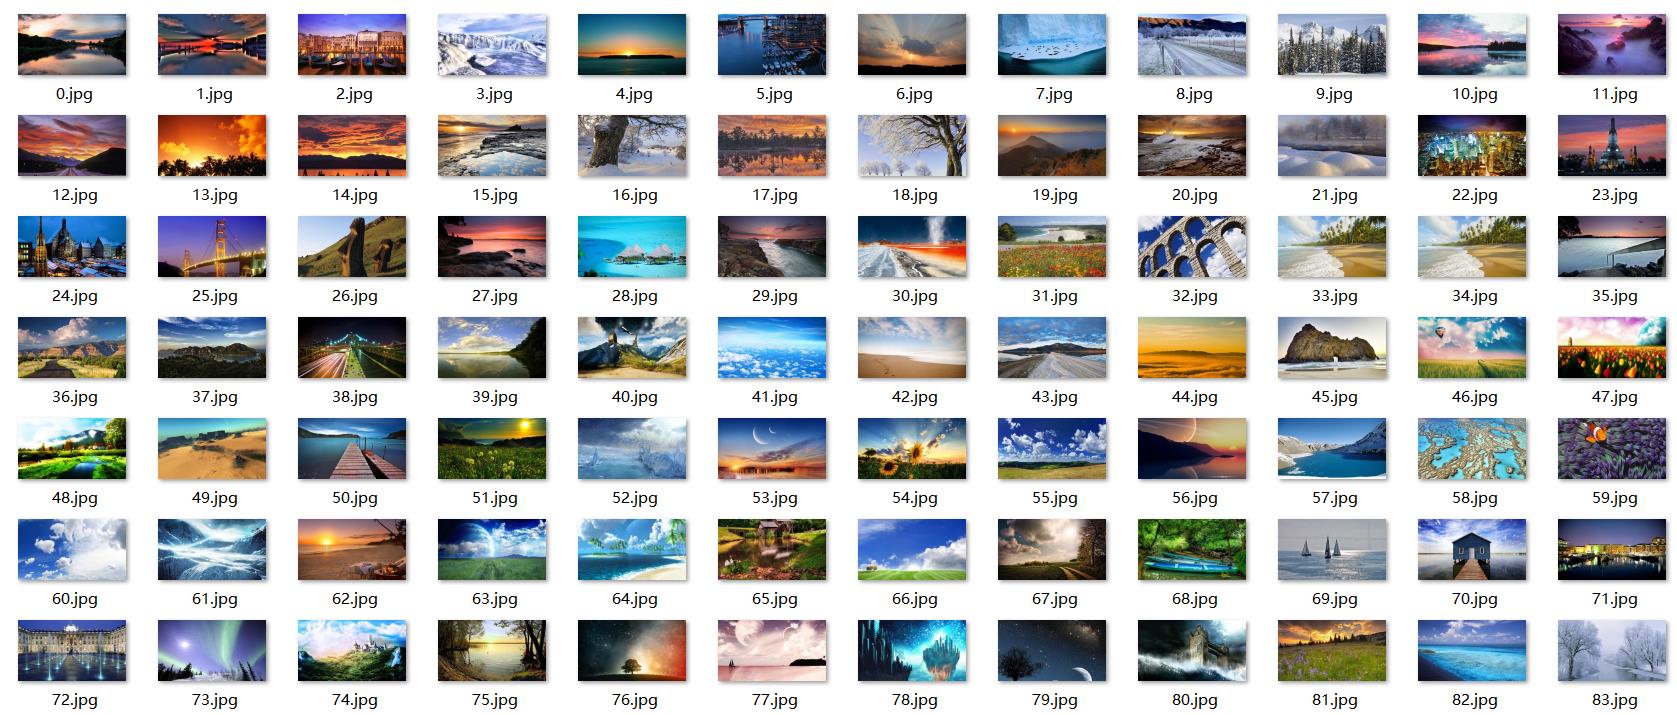 0.jpg 1.jpg 2.jpg 3.jpg 4.jpg 5.jpg 6.jpg 7.jpg 8.jpg 9.jpg 10.jpg 11.jpg
12.jpg 13.jpg 14.jpg 15.jpg 16.jpg 17.jpg 18.jpg 19.jpg 20.jpg 21.jpg 22.jpg 23.jpg
24.jpg 25.jpg 26.jpg 27.jpg 28.jpg 29.jpg 30.jpg 31.jpg 32.jpg 33.jpg 34.jpg 35.jpg
36.jpg 37.jpg 38.jpg 39.jpg 40.jpg 41.jpg 42.jpg 43.jpg 44.jpg 45.jpg 46.jpg 47.jpg
48.jpg 49.jpg 50.jpg 51.jpg 52.jpg 53.jpg 54.jpg 55.jpg 56.jpg 57.jpg 58.jpg 59.jpg
60.jpg 61.jpg 62.jpg 63.jpg 64.jpg 65.jpg 66.jpg 67.jpg 68.jpg 69.jpg 70.jpg 71.jpg
72.jpg 73.jpg 74.jpg 75.jpg 76.jpg 77.jpg 78.jpg 79.jpg 80.jpg 81.jpg 82.jpg 83.jpg